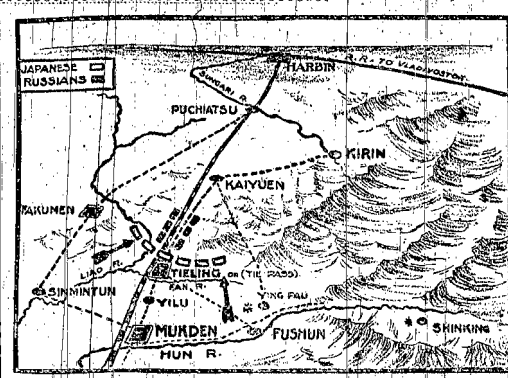 JAPANESE
RUSSIANS
HARBIN
R.R. TO VLADIVOSTOK
SUNGARI R.
PUCHIATSU
KIRIN
KAIYUEN
FAKUMEN
LIAO R.
TIELING OR (TIE PASS)
FAN R.
SINMINTUN
YILU
YING PAU
MUKDEN
FUSHUN
SHINKING
HUN R.